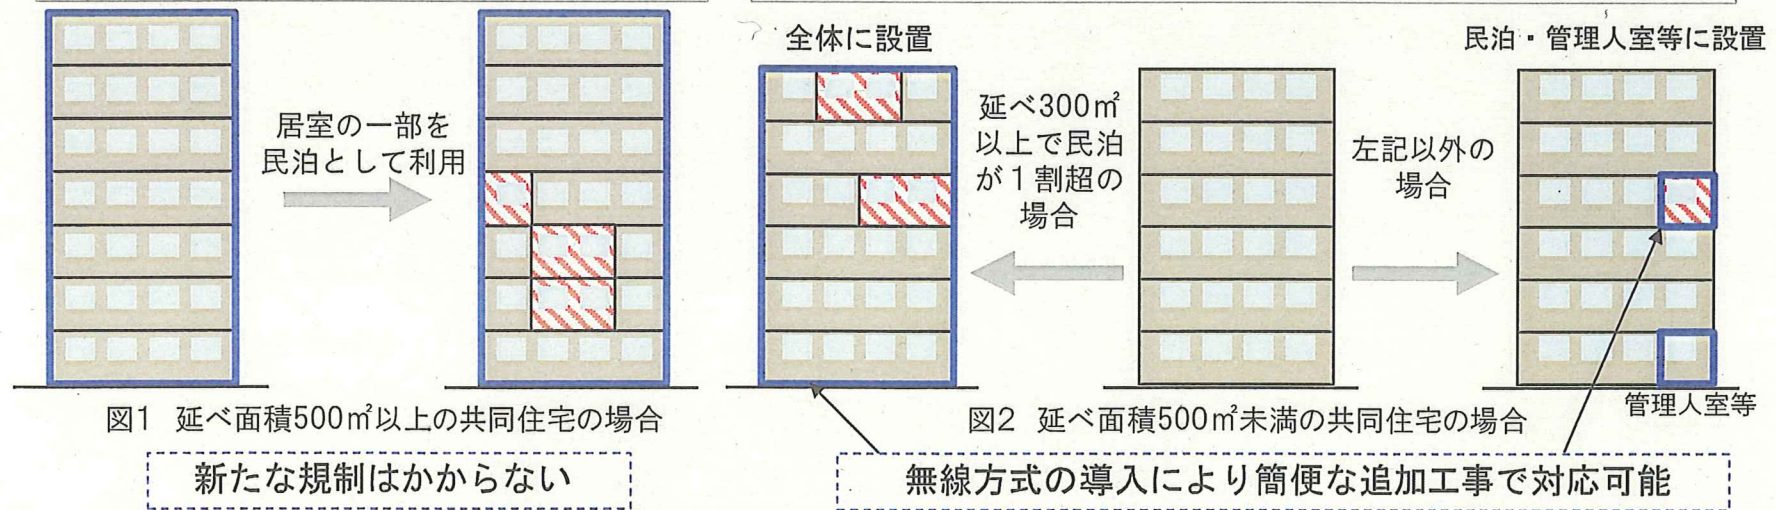 居室の一部を
民泊として利用
図1 延べ面積500㎡以上の共同住宅の場合
新たな規制はかからない
全体に設置
延べ300㎡
以上で民泊
が1割超の
場合
左記以外の
場合
民泊・管理人室等に設置
管理人室等
図2 延べ面積500㎡未満の共同住宅の場合
無線方式の導入により簡便な追加工事で対応可能